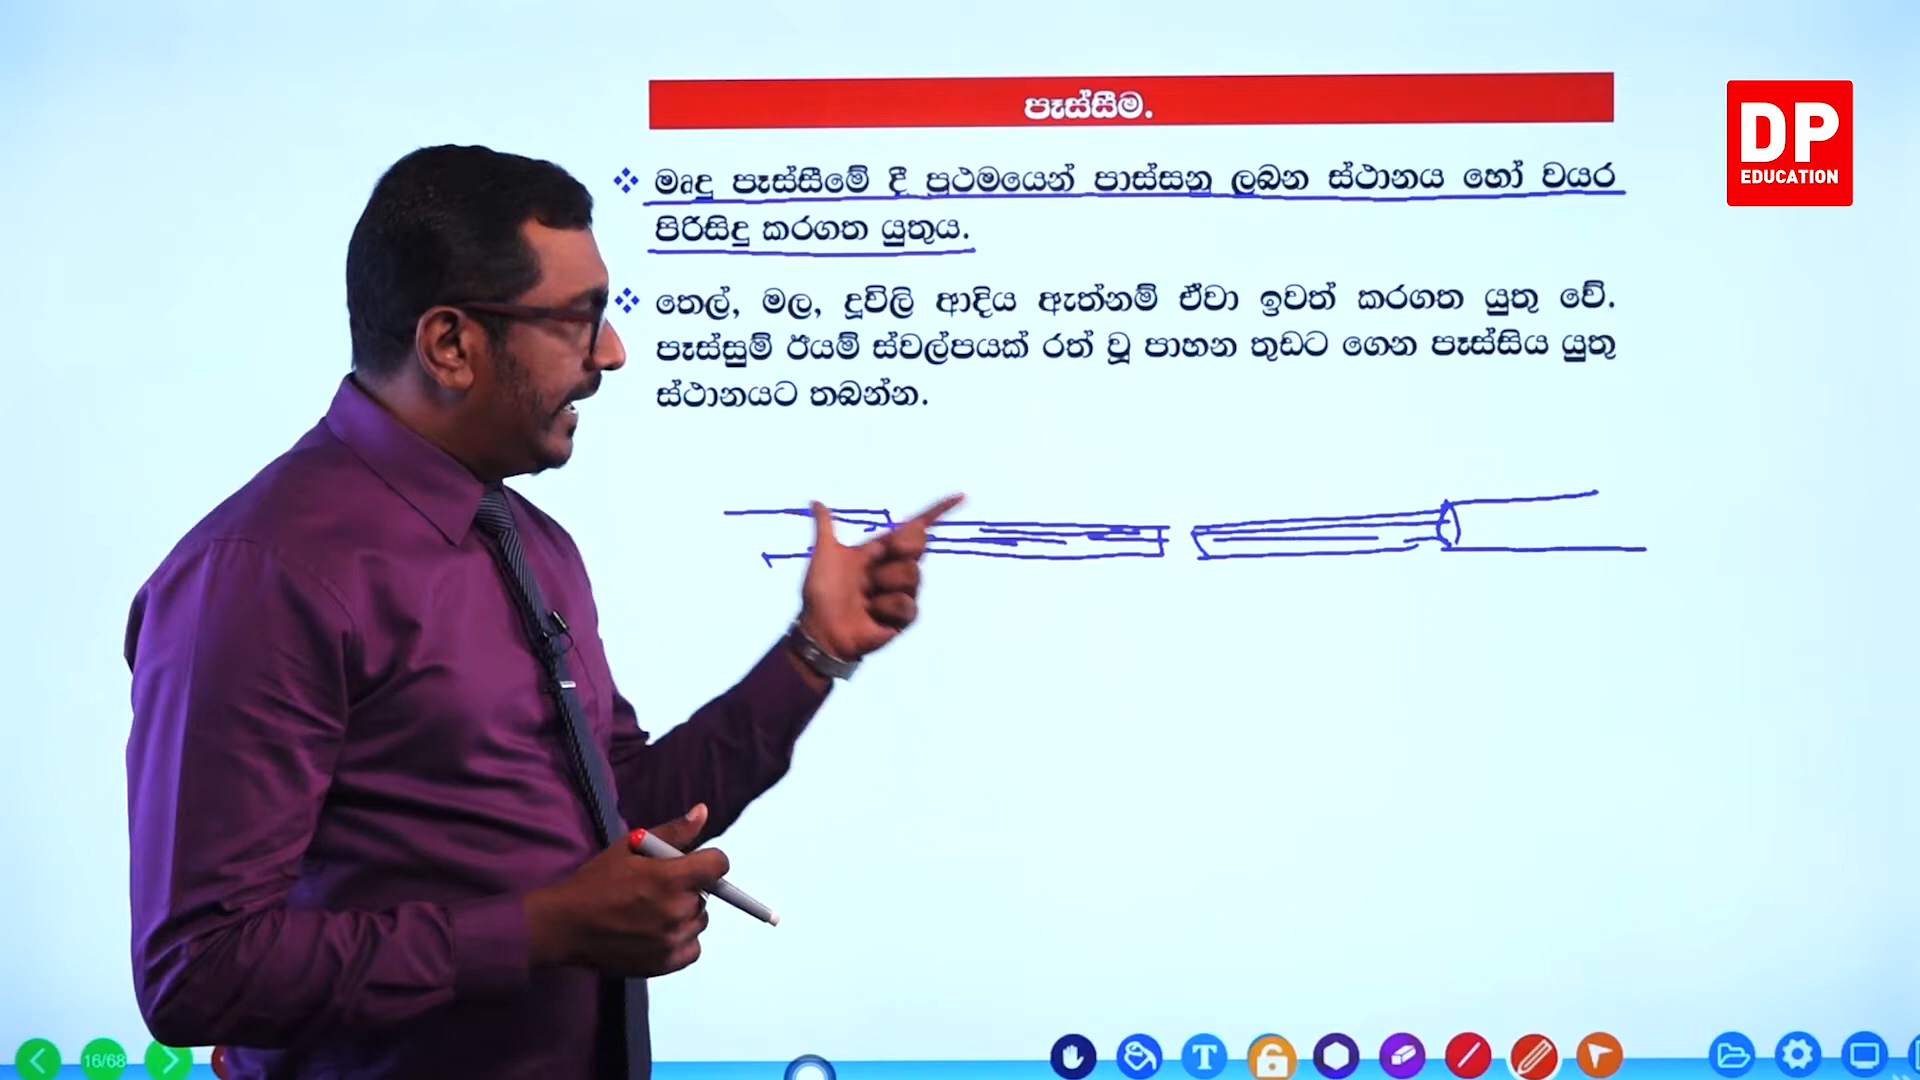 පෑස්සීම.
DP
EDUCATION
මෘදු පෑස්සීමේ දී ප්‍රථමයෙන් පාස්සනු ලබන ස්ථානය හෝ වයර
පිරිසිදු කරගත යුතුය.
තෙල්, මල, දූවිලි ආදිය ඇත්නම් ඒවා ඉවත් කරගත යුතු වේ.
පෑස්සුම් ඊයම් ස්වල්පයක් රත් වූ පාහන තුඩට ගෙන පෑස්සිය යුතු
ස්ථානයට තබන්න.
16/68
T